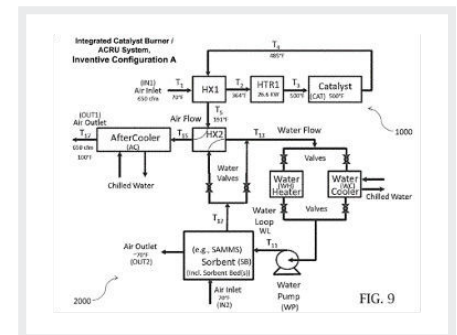 Integrated Catalyst Burner /
ACRU System,
Inventive Configuration A
T4
485°F
(IN1)
Air Inlet
650 cfm
T1
70°F
HX1
T2
364°F
HTR1
26.6 KW
T3
500°F
Catalyst
(CAT) 500°F
1000
T5
191°F
Air Flow
(OUT1)
Air Outlet
T17
650 cfm
100°F
AfterCooler
(AC)
T15
HX2
T13
Water Flow
Chilled Water
Water
Valves
Valves
Water
(WH)
Heater
Water
(WC)
Cooler
Chilled Water
Valves
T12
Water
Loop
WL
T11
Air Outlet
~70°F
(OUT2)
(e.g., SAMMS)
Sorbent (SB)
(Incl. Sorbent Bed(s))
Water
Pump
(WP)
2000
Air Inlet
70°F
(IN2)
FIG. 9